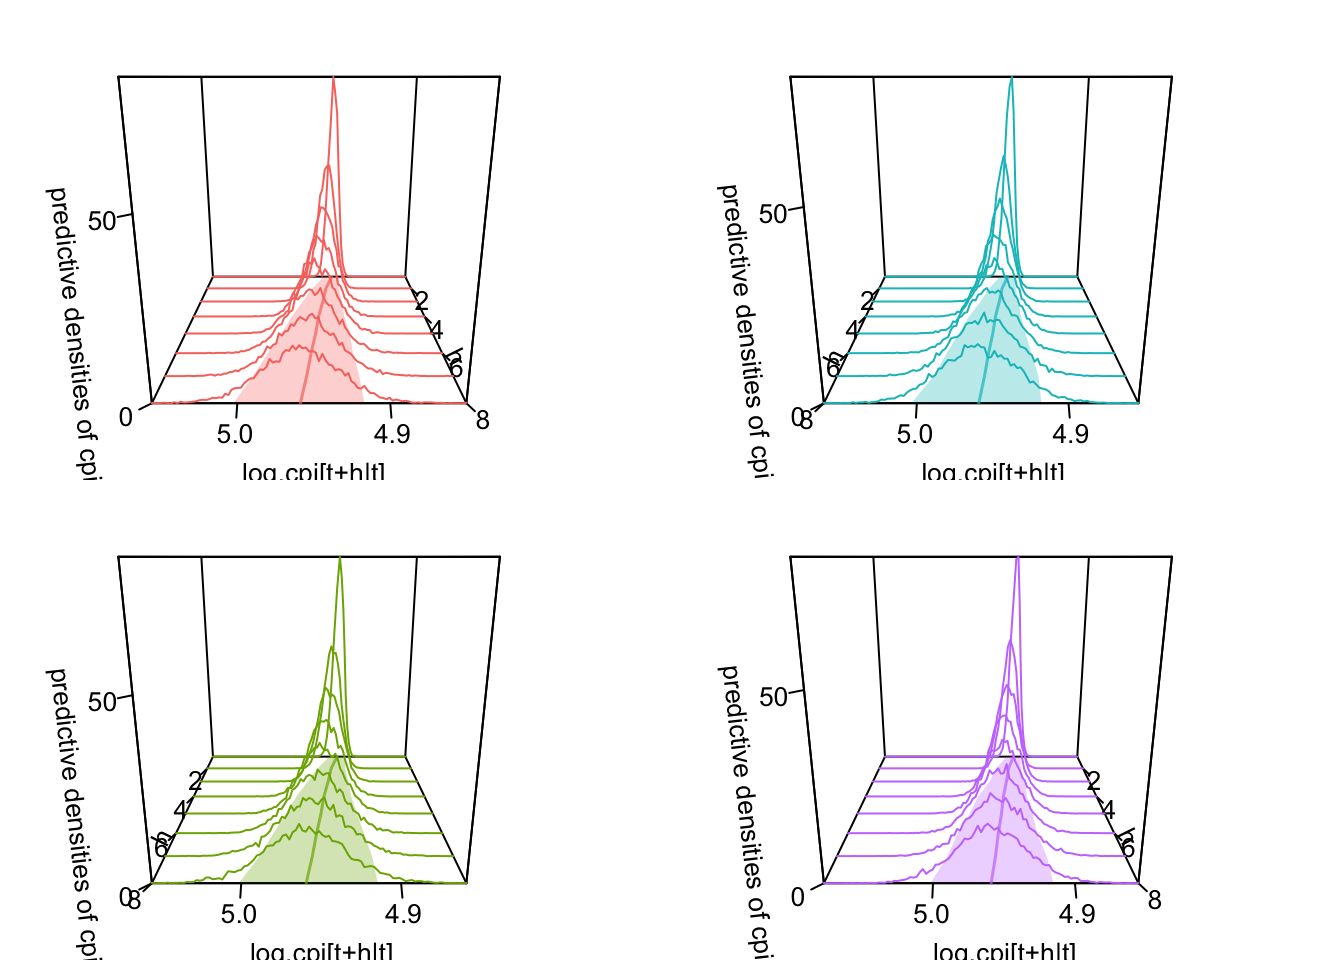 predictive densities of cpi
50
0
5.0
4.9
2
4
h
6
8
log.cpi[t+h|t]
predictive densities of cpi
50
0
2
4
h
6
8
5.0
4.9
log.cpi[t+h|t]
predictive densities of cpi
50
0
2
4
h
6
8
5.0
4.9
log.cpi[t+h|t]
predictive densities of cpi
50
0
5.0
4.9
2
4
h
6
8
log.cpi[t+h|t]